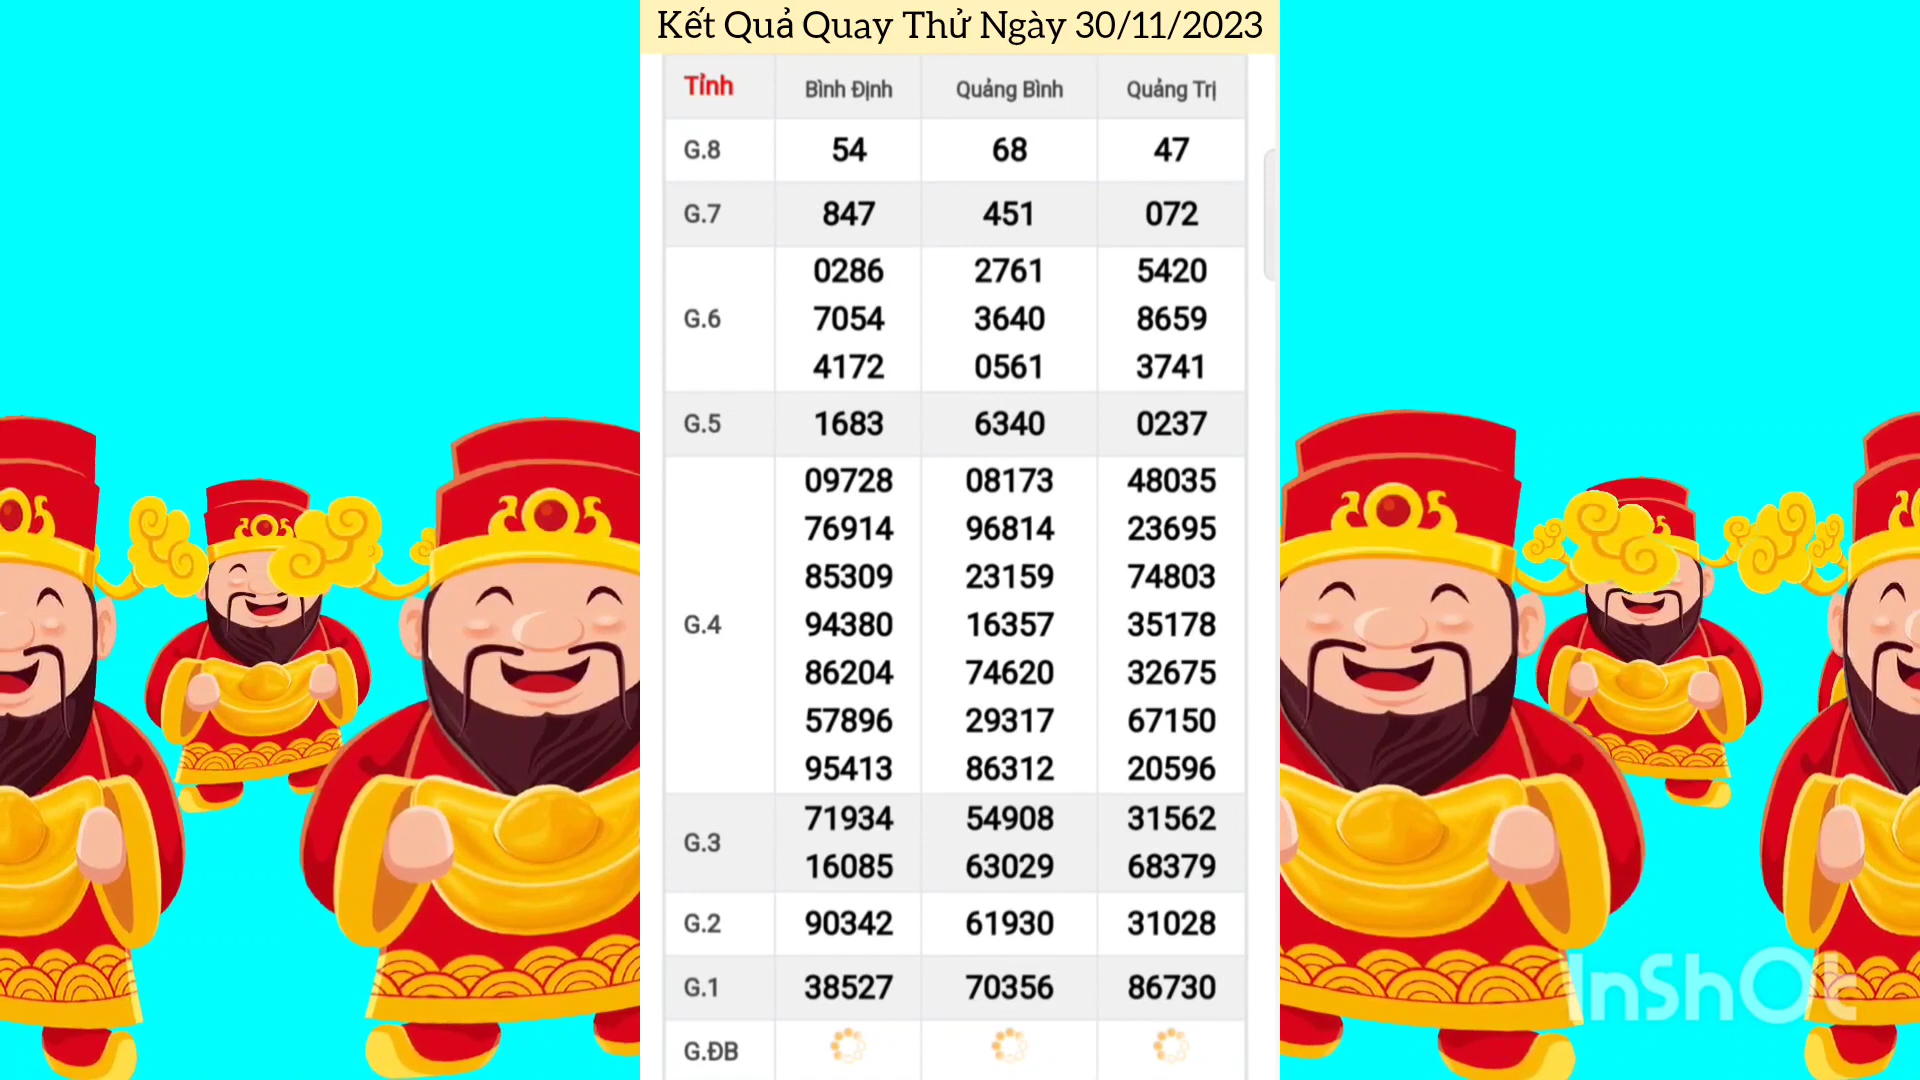 Kết Quả Quay Thử Ngày 30/11/2023
Tỉnh Bình Định Quảng Bình Quảng Trị
G.8 54 68 47
G.7 847 451 072
0286 2761 5420
G.6 7054 3640 8659
4172 0561 3741
G.5 1683 6340 0237
09728 08173 48035
76914 96814 23695
85309 23159 74803
G.4 94380 16357 35178
86204 74620 32675
57896 29317 67150
95413 86312 20596
G.3 71934 54908 31562
16085 63029 68379
G.2 90342 61930 31028
G.1 38527 70356 86730
G.ĐB
InShOt